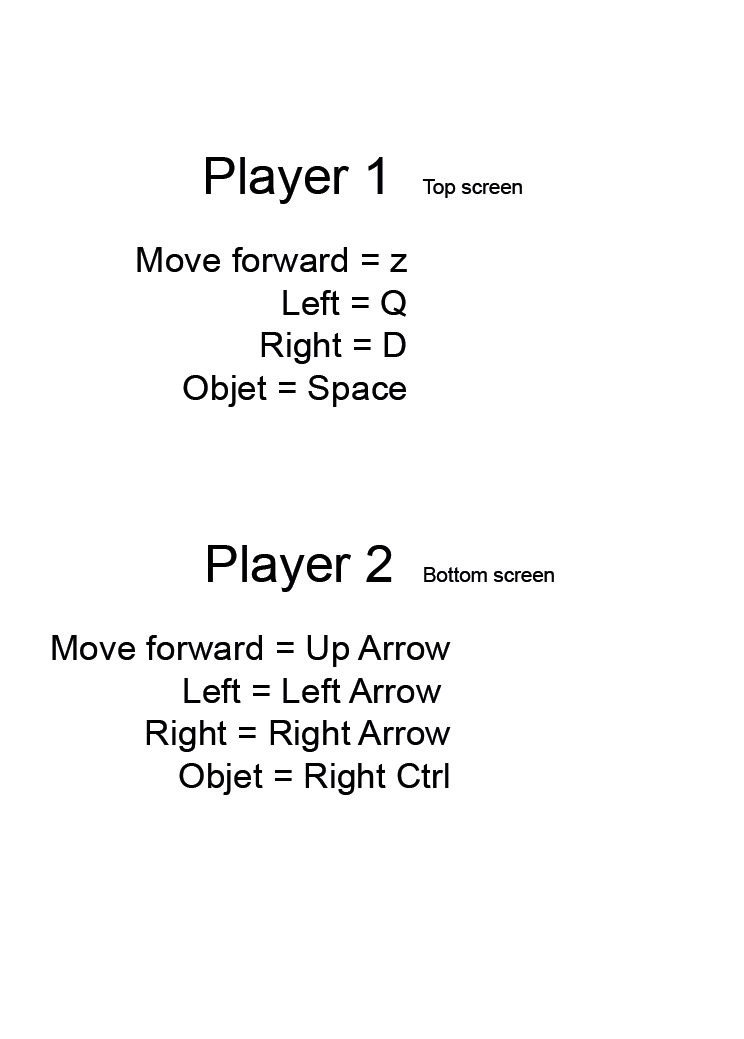 Player 1 Top screen
Move forward = z
Left = Q
Right = D
Objet = Space
Player 2 Bottom screen
Move forward = Up Arrow
Left = Left Arrow
Right = Right Arrow
Objet = Right Ctrl